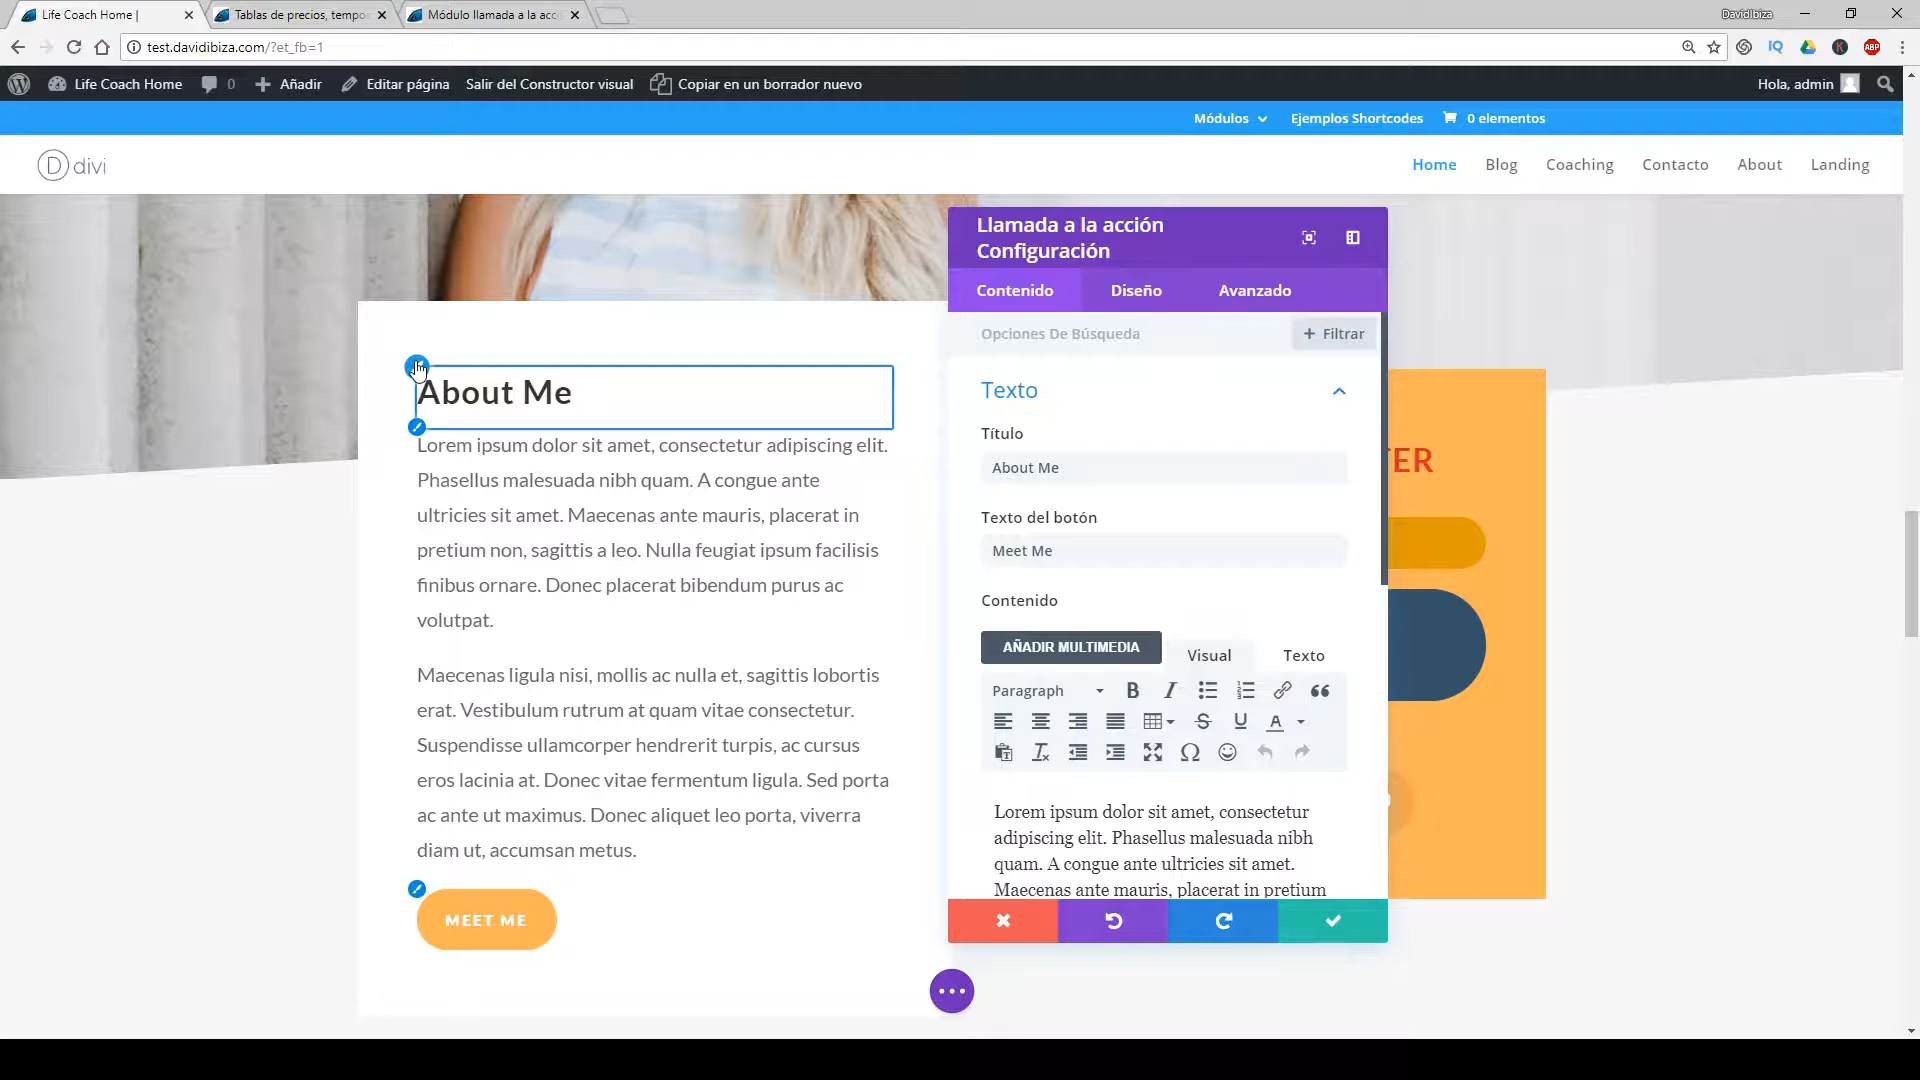 Life Coach Home |
Tablas de precios, tempo
Módulo llamada a la acci
DavidIbiza
test.davidibiza.com/?et_fb=1
IQ
K
ABP
Life Coach Home
0
Añadir
Editar página
Salir del Constructor visual
Copiar en un borrador nuevo
Hola, admin
Módulos
Ejemplos Shortcodes
0 elementos
D divi
Home
Blog
Coaching
Contacto
About
Landing
About Me
Lorem ipsum dolor sit amet, consectetur adipiscing elit.
Phasellus malesuada nibh quam. A congue ante
ultricies sit amet. Maecenas ante mauris, placerat in
pretium non, sagittis a leo. Nulla feugiat ipsum facilisis
finibus ornare. Donec placerat bibendum purus ac
volutpat.
Maecenas ligula nisi, mollis ac nulla et, sagittis lobortis
erat. Vestibulum rutrum at quam vitae consectetur.
Suspendisse ullamcorper hendrerit turpis, ac cursus
eros lacinia at. Donec vitae fermentum ligula. Sed porta
ac ante ut maximus. Donec aliquet leo porta, viverra
diam ut, accumsan metus.
MEET ME
Llamada a la acción
Configuración
Contenido
Diseño
Avanzado
Opciones De Búsqueda
+ Filtrar
Texto
Título
About Me
Texto del botón
Meet Me
Contenido
AÑADIR MULTIMEDIA
Visual
Texto
Paragraph
Lorem ipsum dolor sit amet, consectetur
adipiscing elit. Phasellus malesuada nibh
quam. A congue ante ultricies sit amet.
Maecenas ante mauris, placerat in pretium
TER